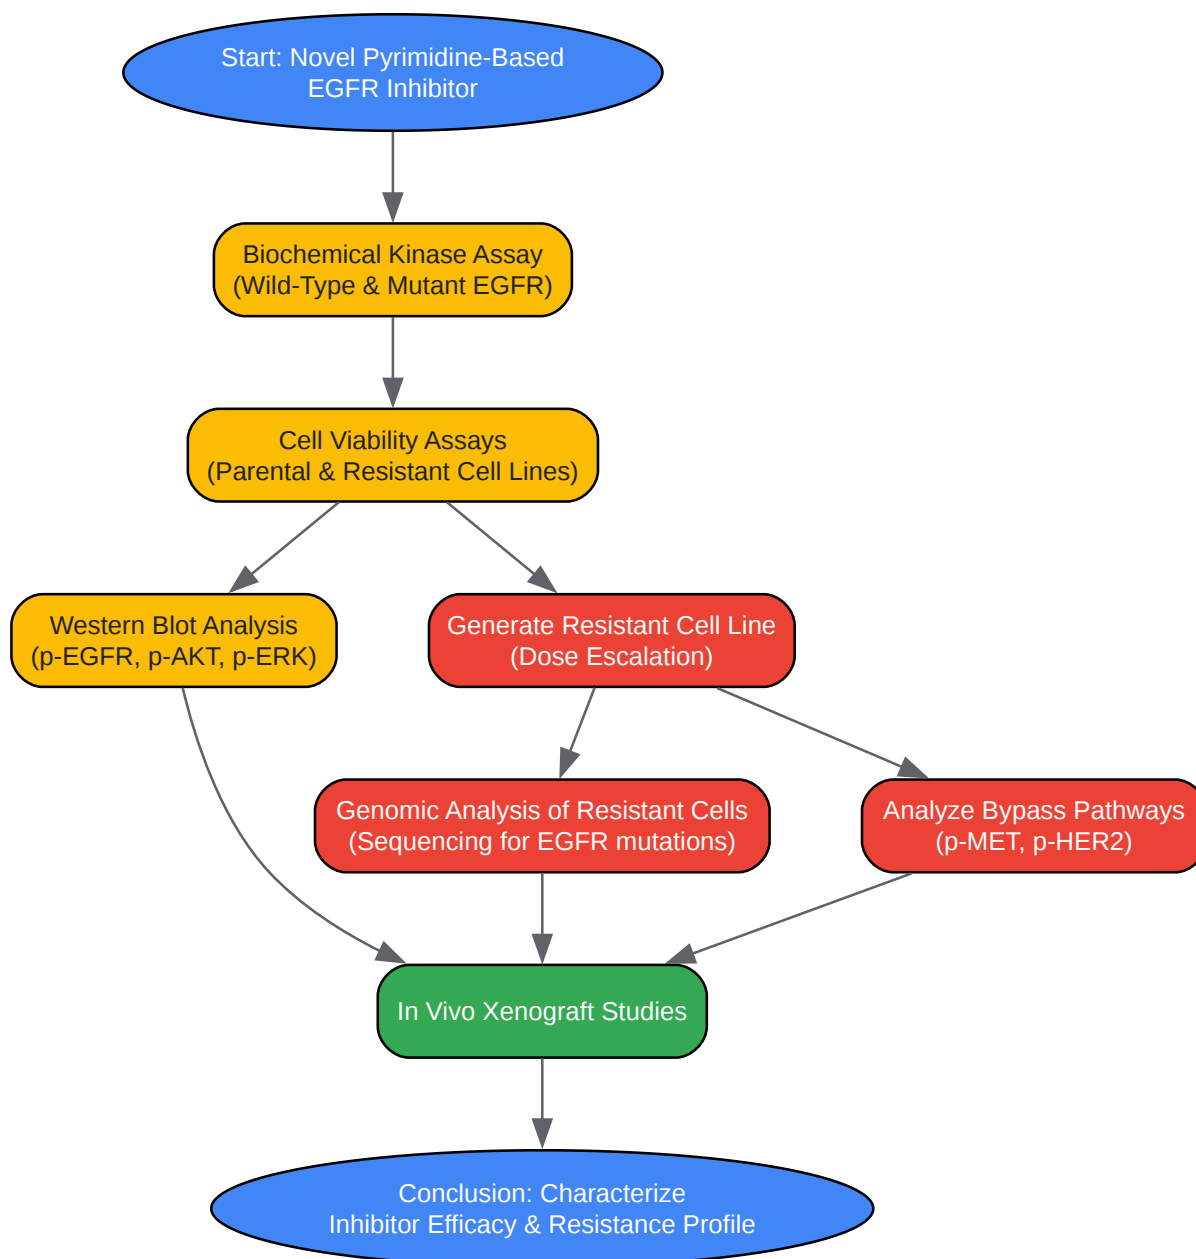 Start: Novel Pyrimidine-Based
EGFR Inhibitor
Biochemical Kinase Assay
(Wild-Type & Mutant EGFR)
Cell Viability Assays
(Parental & Resistant Cell Lines)
Western Blot Analysis
(p-EGFR, p-AKT, p-ERK)
Generate Resistant Cell Line
(Dose Escalation)
Genomic Analysis of Resistant Cells
(Sequencing for EGFR mutations)
Analyze Bypass Pathways
(p-MET, p-HER2)
In Vivo Xenograft Studies
Conclusion: Characterize
Inhibitor Efficacy & Resistance Profile